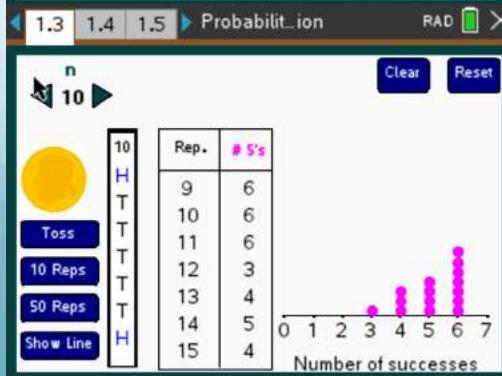 1.3 1.4 1.5 Probabilit...ion RAD
n
10
Clear Reset
10
H
T
T
T
T
T
H
Toss
10 Reps
50 Reps
Show Line
Rep. # S's
9 6
10 6
11 6
12 3
13 4
14 5
15 4
0 1 2 3 4 5 6 7
Number of successes